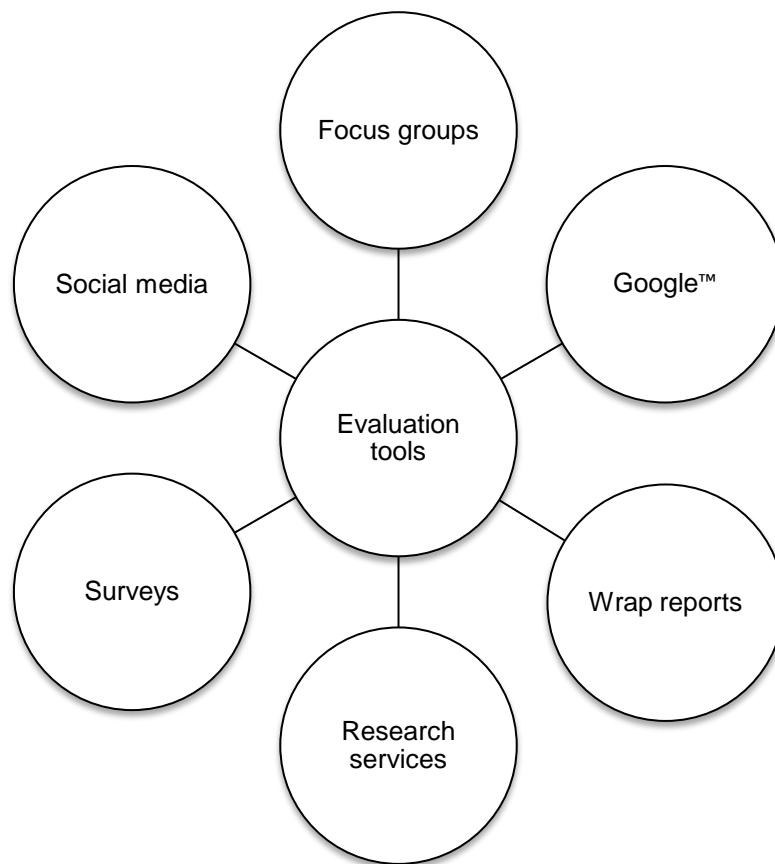 Focus groups
Social media
Google™
Evaluation
tools
Surveys
Wrap reports
Research
services